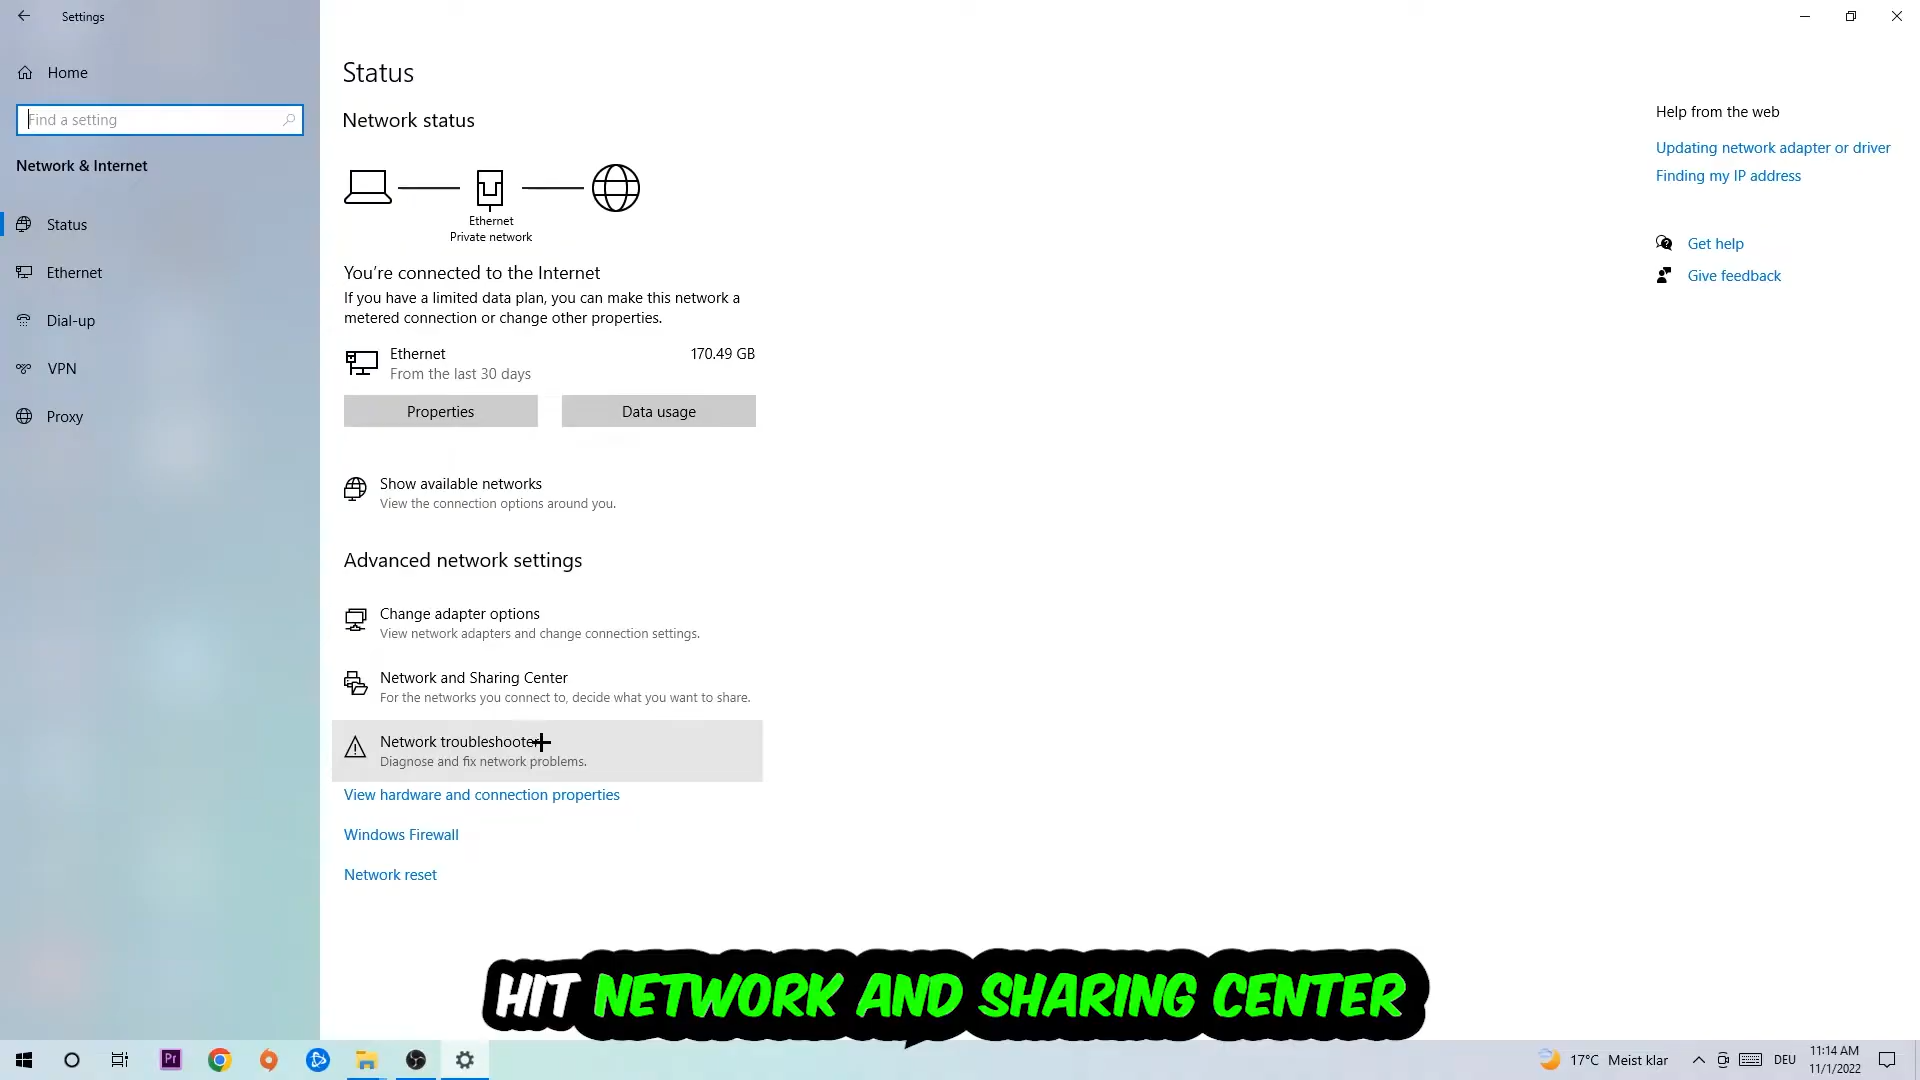 Settings
Home
Find a setting
Network & Internet
Status
Ethernet
Dial-up
VPN
Proxy
Status
Network status
Ethernet
Private network
You're connected to the Internet
If you have a limited data plan, you can make this network a
metered connection or change other properties.
Ethernet 170.49 GB
From the last 30 days
Properties Data usage
Show available networks
View the connection options around you.
Advanced network settings
Change adapter options
View network adapters and change connection settings.
Network and Sharing Center
For the networks you connect to, decide what you want to share.
Network troubleshooter
Diagnose and fix network problems.
View hardware and connection properties
Windows Firewall
Network reset
Help from the web
Updating network adapter or driver
Finding my IP address
Get help
Give feedback
HIT NETWORK AND SHARING CENTER
Pr
17°C Meist klar
DEU
11:14 AM
11/1/2022